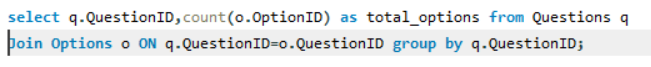 select q.QuestionID,count(o.OptionID) as total_options from Questions q
Join Options o ON q.QuestionID=o.QuestionID group by q.QuestionID;